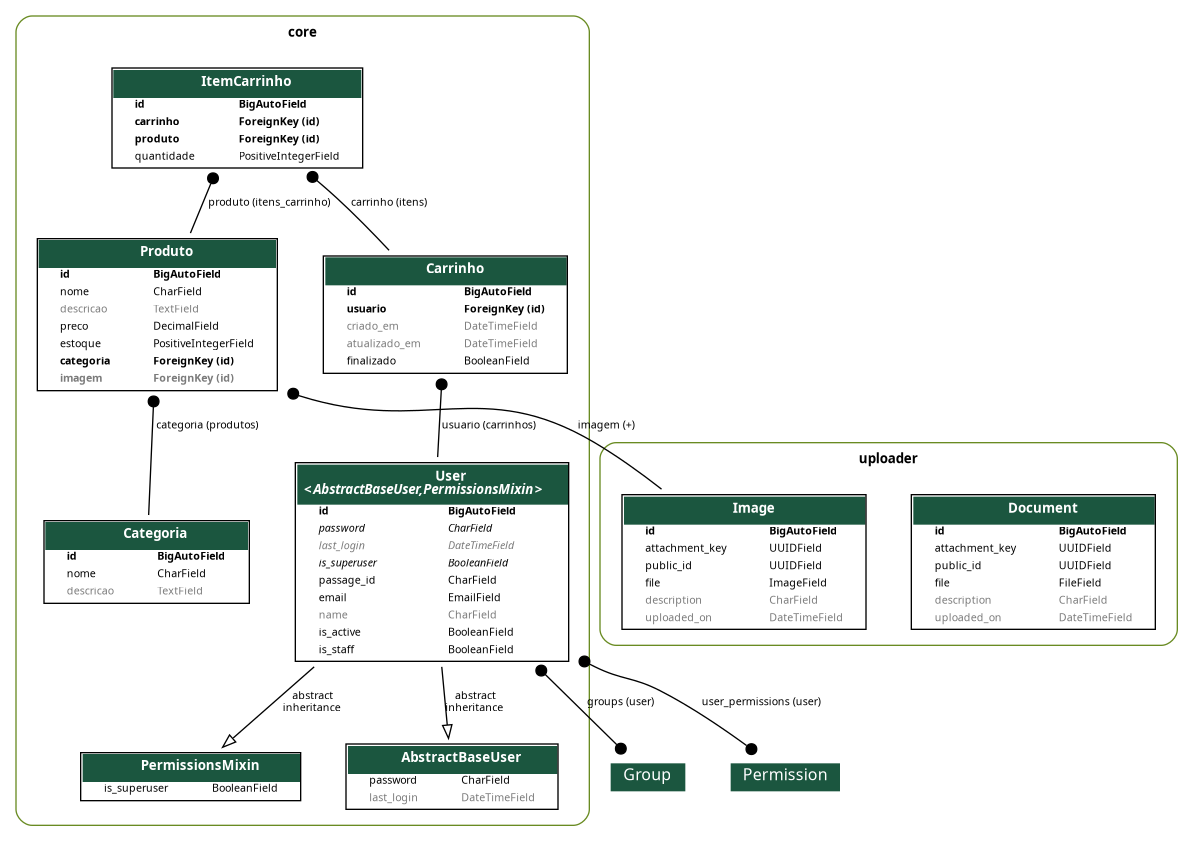 core
ItemCarrinho
id BigAutoField
carrinho ForeignKey (id)
produto ForeignKey (id)
quantidade PositiveIntegerField
produto (itens_carrinho)
carrinho (itens)
Produto
id BigAutoField
nome CharField
descricao TextField
preco DecimalField
estoque PositiveIntegerField
categoria ForeignKey (id)
imagem ForeignKey (id)
Carrinho
id BigAutoField
usuario ForeignKey (id)
criado_em DateTimeField
atualizado_em DateTimeField
finalizado BooleanField
categoria (produtos)
usuario (carrinhos)
imagem (+)
Categoria
id BigAutoField
nome CharField
descricao TextField
User
<AbstractBaseUser,PermissionsMixin>
id BigAutoField
password CharField
last_login DateTimeField
is_superuser BooleanField
passage_id CharField
email EmailField
name CharField
is_active BooleanField
is_staff BooleanField
uploader
Image
id BigAutoField
attachment_key UUIDField
public_id UUIDField
file ImageField
description CharField
uploaded_on DateTimeField
Document
id BigAutoField
attachment_key UUIDField
public_id UUIDField
file FileField
description CharField
uploaded_on DateTimeField
abstract
inheritance
abstract
inheritance
groups (user)
user_permissions (user)
PermissionsMixin
is_superuser BooleanField
AbstractBaseUser
password CharField
last_login DateTimeField
Group
Permission